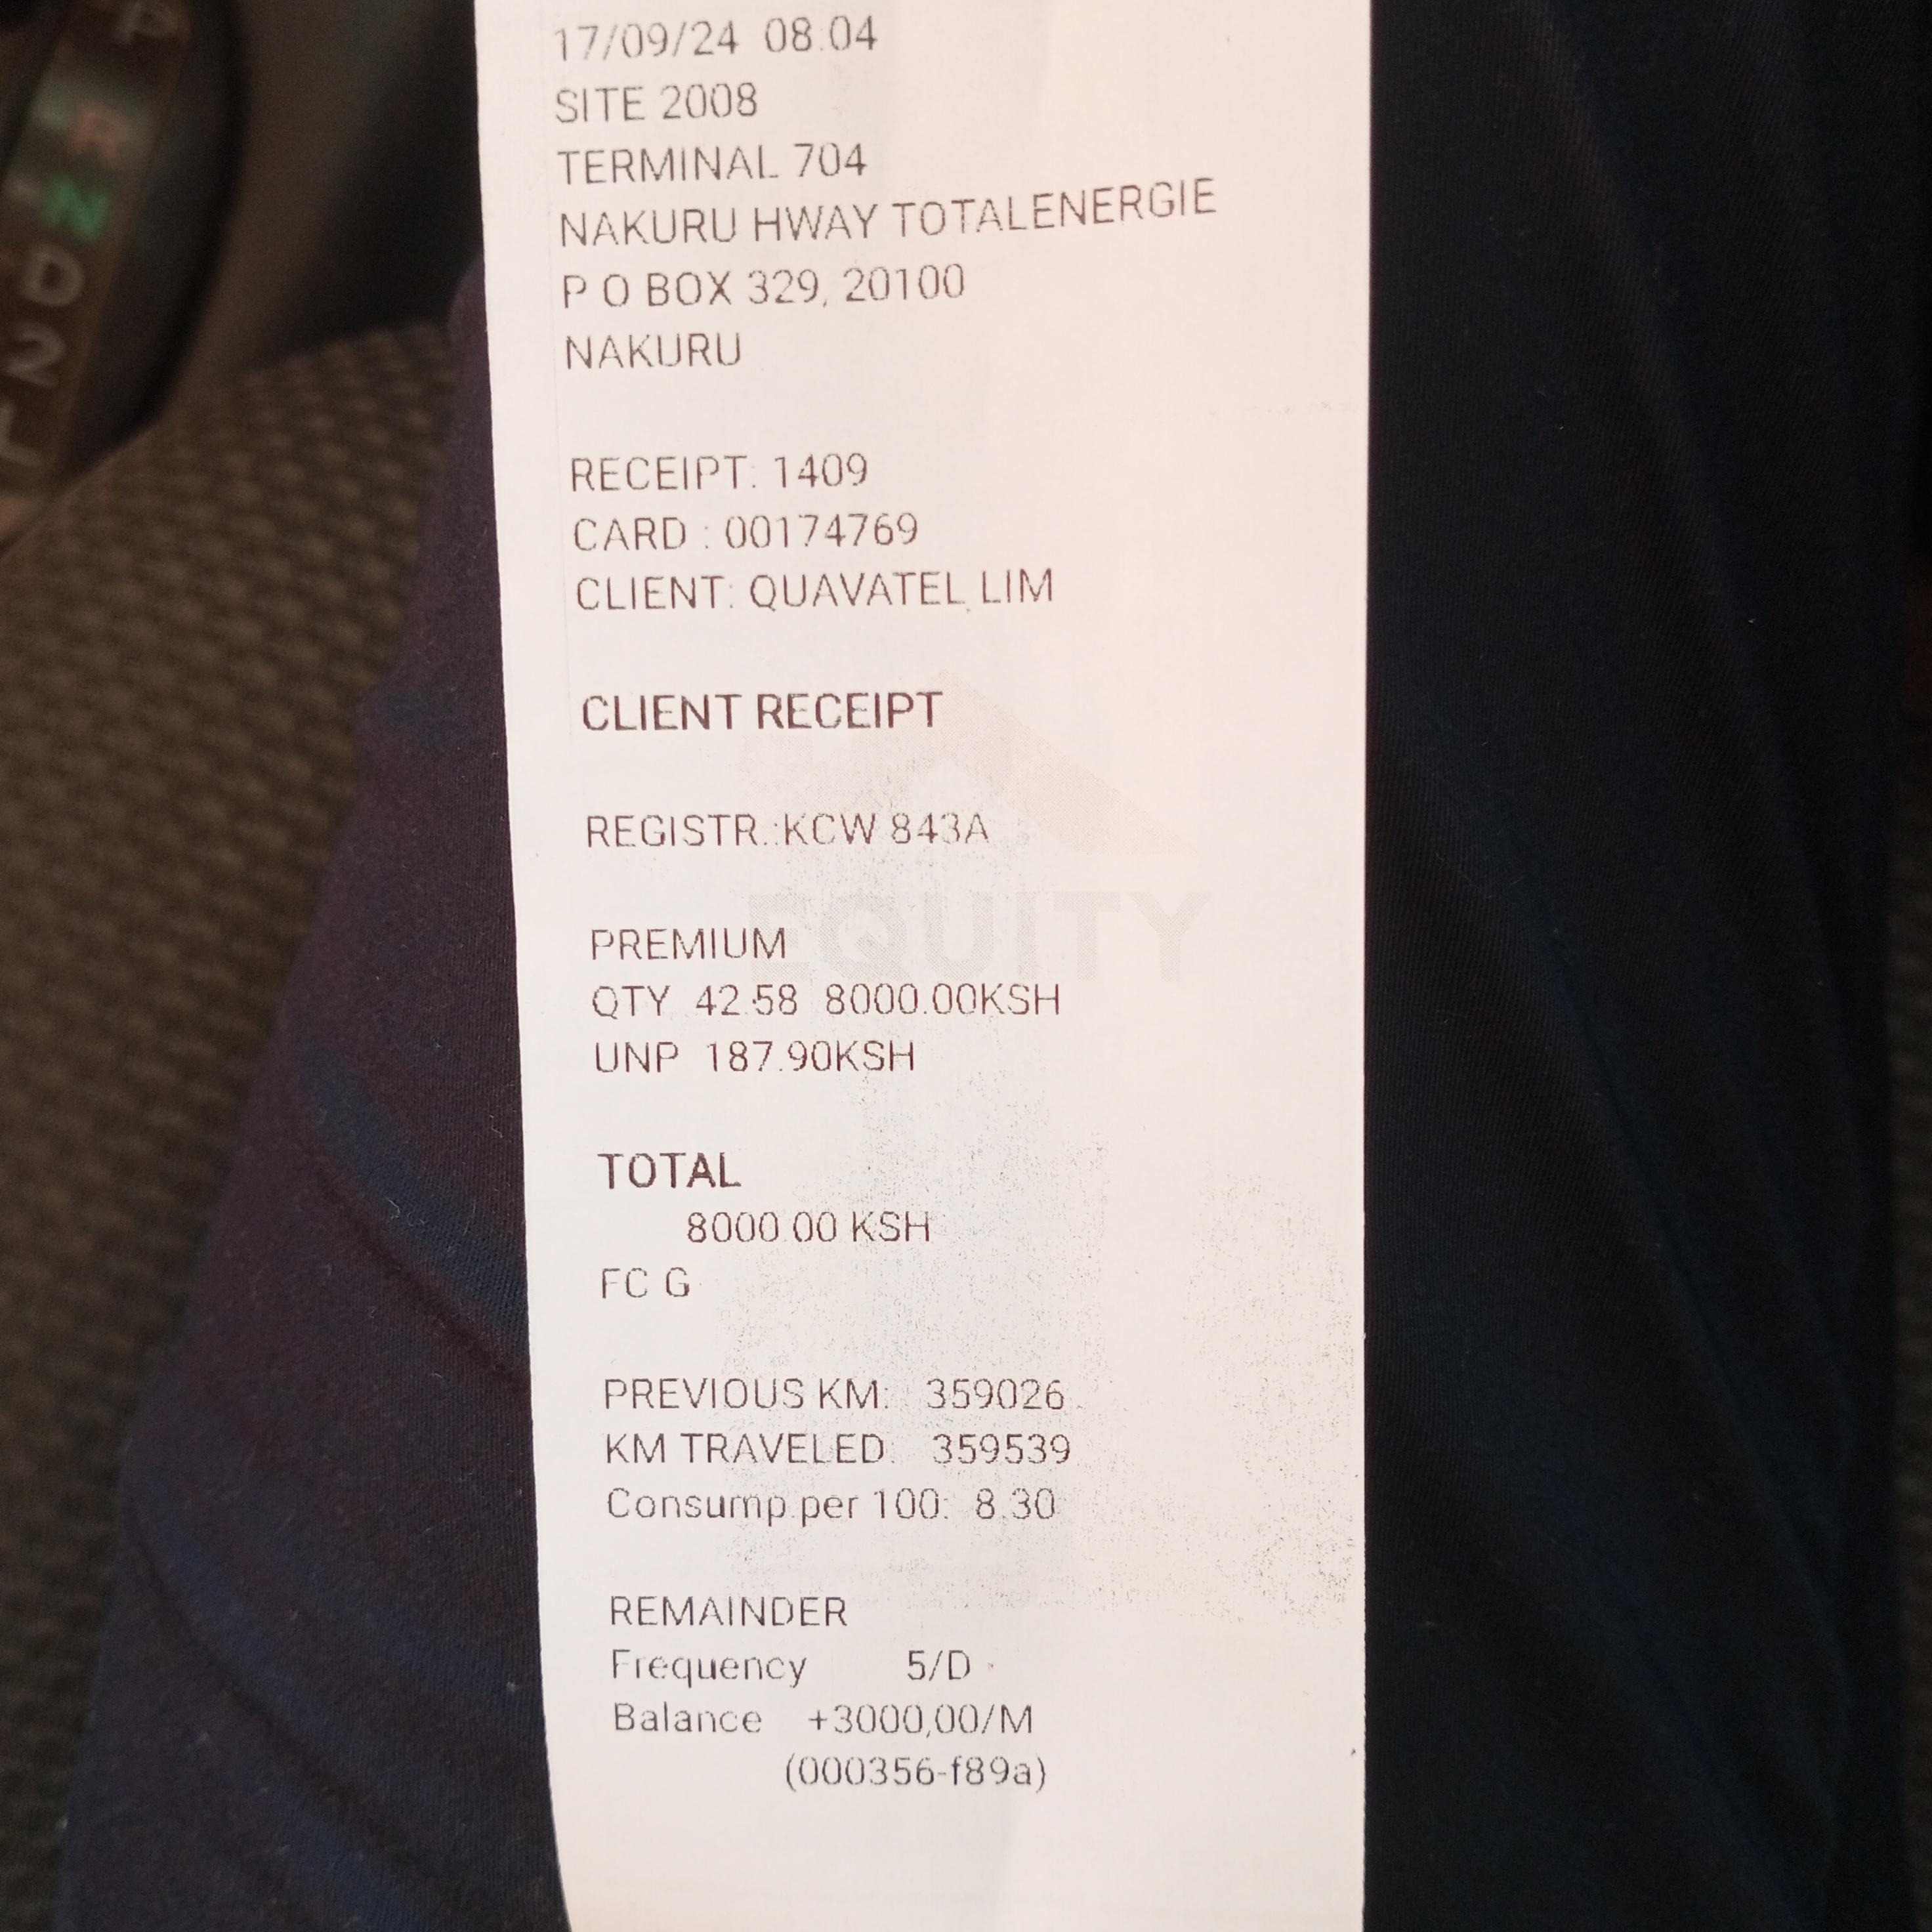 17/09/24 08:04
SITE 2008
TERMINAL 704
NAKURU HWAY TOTALENERGIE
P O BOX 329, 20100
NAKURU
RECEIPT: 1409
CARD : 00174769
CLIENT: QUAVATEL LIM
CLIENT RECEIPT
REGISTR.:KCW 843A
EQUITY
PREMIUM
QTY 42.58 8000.00KSH
UNP 187.90KSH
TOTAL
8000.00 KSH
FC G
PREVIOUS KM: 359026
KM TRAVELED: 359539
Consump.per 100: 8.30
REMAINDER
Frequency 5/D
Balance +3000,00/M
(000356-f89a)
P
R
N
D
2
L